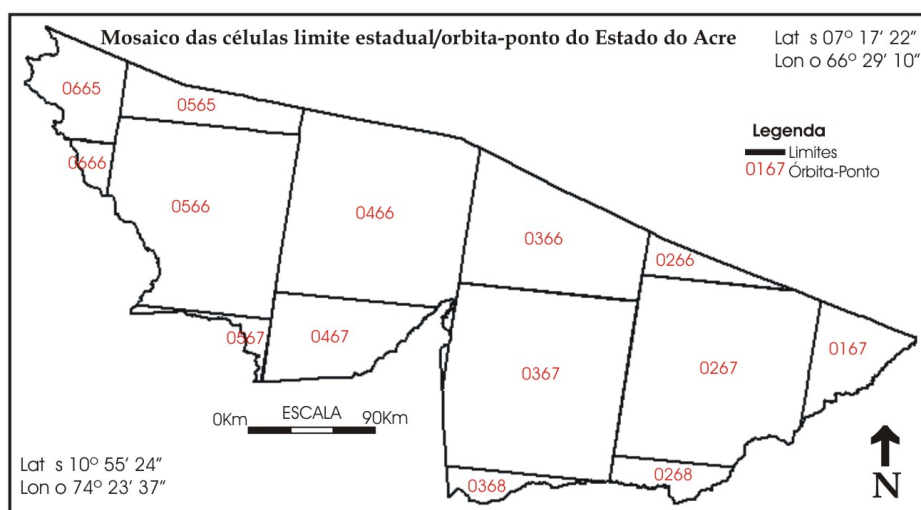 Mosaico das células limite estadual/orbita-ponto do Estado do Acre
Lat s 07º 17' 22"
Lon o 66º 29' 10"
0665
0565
Legenda
Limites
0167 Órbita-Ponto
0666
0566
0466
0366
0266
0567
0467
0367
0267
0167
0Km ESCALA 90Km
Lat s 10º 55' 24"
Lon o 74º 23' 37"
0368
0268
N